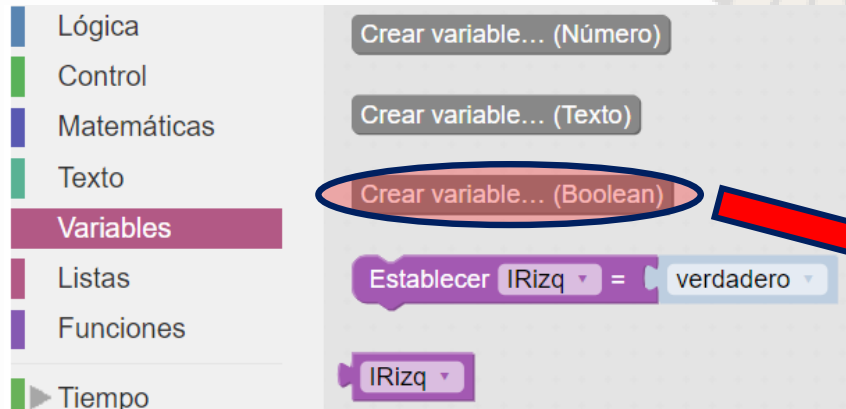 Lógica
Control
Matemáticas
Texto
Variables
Listas
Funciones
Tiempo
Crear variable... (Número)
Crear variable... (Texto)
Crear variable... (Boolean)
Establecer IRizq = verdadero
IRizq